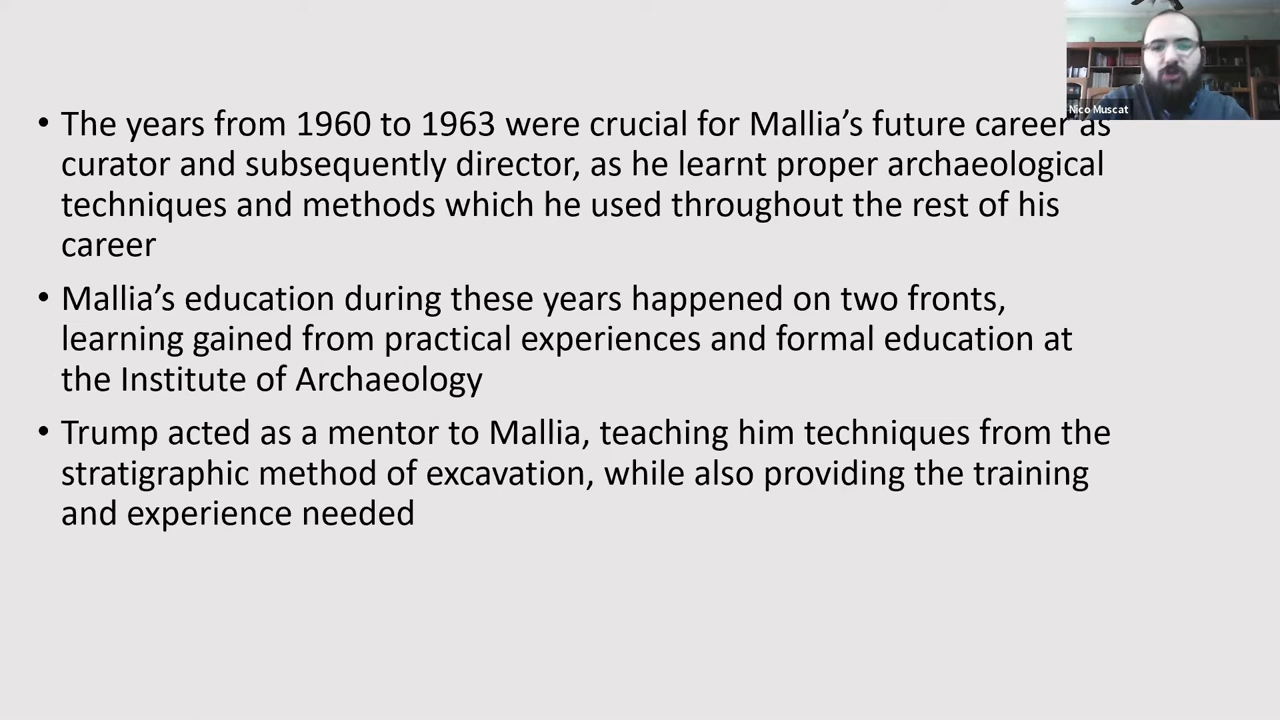 Nico Muscat
• The years from 1960 to 1963 were crucial for Mallia’s future career as
curator and subsequently director, as he learnt proper archaeological
techniques and methods which he used throughout the rest of his
career
• Mallia’s education during these years happened on two fronts,
learning gained from practical experiences and formal education at
the Institute of Archaeology
• Trump acted as a mentor to Mallia, teaching him techniques from the
stratigraphic method of excavation, while also providing the training
and experience needed